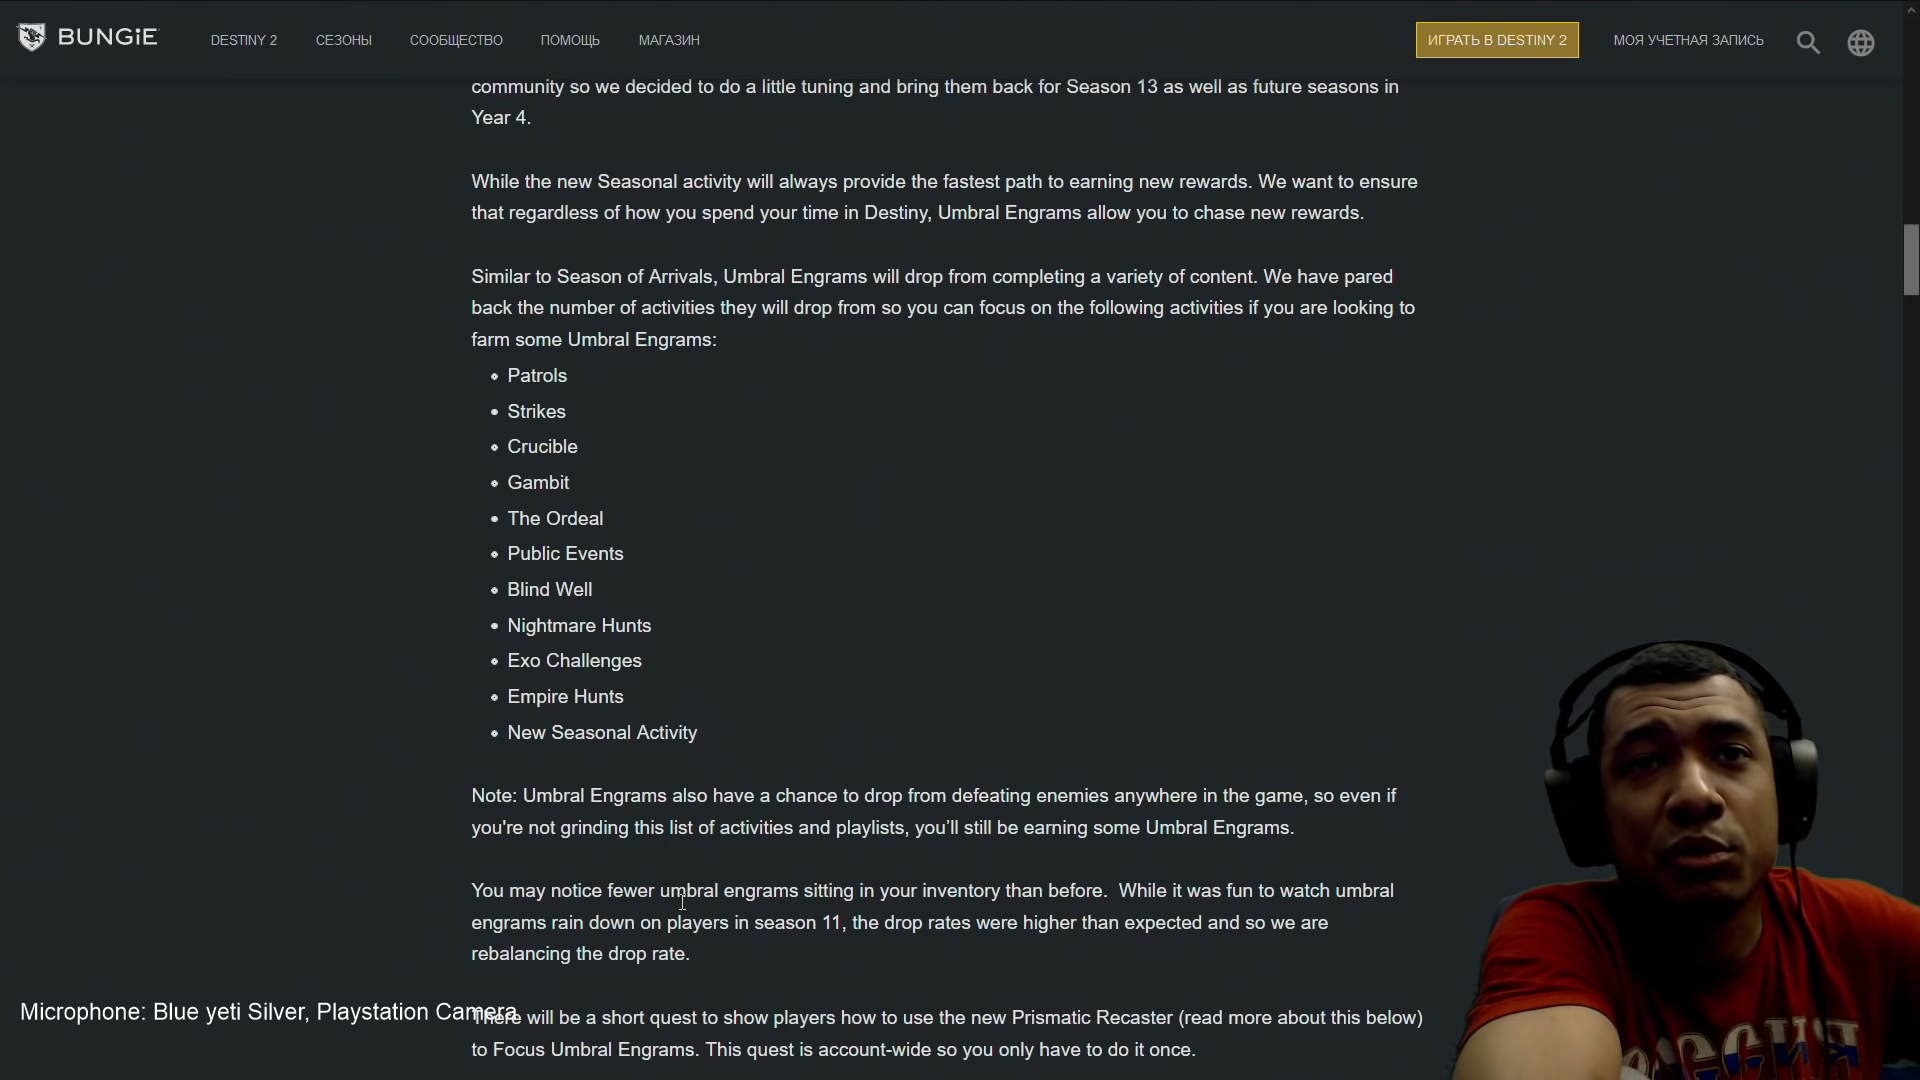 BUNGiE
DESTINY 2
СЕЗОНЫ
СООБЩЕСТВО
ПОМОЩЬ
МАГАЗИН
ИГРАТЬ В DESTINY 2
МОЯ УЧЕТНАЯ ЗАПИСЬ
community so we decided to do a little tuning and bring them back for Season 13 as well as future seasons in
Year 4.
While the new Seasonal activity will always provide the fastest path to earning new rewards. We want to ensure
that regardless of how you spend your time in Destiny, Umbral Engrams allow you to chase new rewards.
Similar to Season of Arrivals, Umbral Engrams will drop from completing a variety of content. We have pared
back the number of activities they will drop from so you can focus on the following activities if you are looking to
farm some Umbral Engrams:
• Patrols
• Strikes
• Crucible
• Gambit
• The Ordeal
• Public Events
• Blind Well
• Nightmare Hunts
• Exo Challenges
• Empire Hunts
• New Seasonal Activity
Note: Umbral Engrams also have a chance to drop from defeating enemies anywhere in the game, so even if
you're not grinding this list of activities and playlists, you’ll still be earning some Umbral Engrams.
You may notice fewer umbral engrams sitting in your inventory than before.  While it was fun to watch umbral
engrams rain down on players in season 11, the drop rates were higher than expected and so we are
rebalancing the drop rate.
Microphone: Blue yeti Silver, Playstation Camera
There will be a short quest to show players how to use the new Prismatic Recaster (read more about this below)
to Focus Umbral Engrams. This quest is account-wide so you only have to do it once.
РОССИЯ